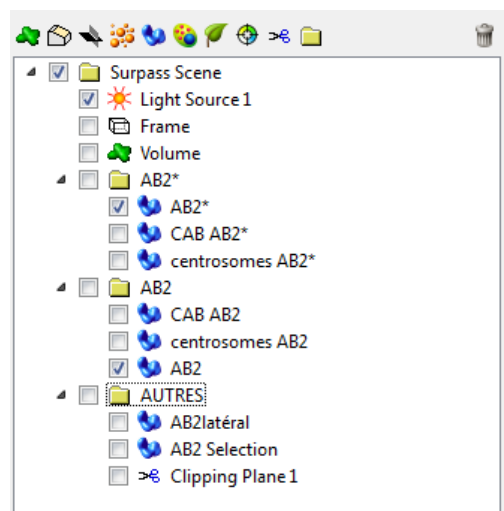 Surpass Scene
Light Source 1
Frame
Volume
AB2*
AB2*
CAB AB2*
centrosomes AB2*
AB2
CAB AB2
centrosomes AB2
AB2
AUTRES
AB2latéral
AB2 Selection
Clipping Plane 1